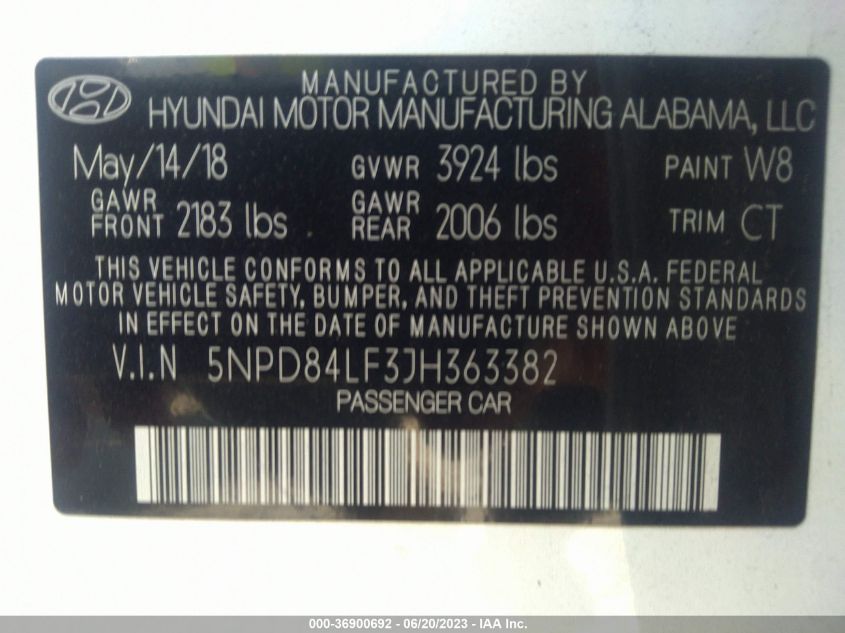 MANUFACTURED BY
HYUNDAI MOTOR MANUFACTURING ALABAMA, LLC
May/14/18 GVWR 3924 lbs PAINT W8
GAWR FRONT 2183 lbs GAWR REAR 2006 lbs TRIM CT
THIS VEHICLE CONFORMS TO ALL APPLICABLE U.S.A. FEDERAL
MOTOR VEHICLE SAFETY, BUMPER, AND THEFT PREVENTION STANDARDS
IN EFFECT ON THE DATE OF MANUFACTURE SHOWN ABOVE
V.I.N 5NPD84LF3JH363382
PASSENGER CAR
000-36900692 - 06/20/2023 - IAAI.com